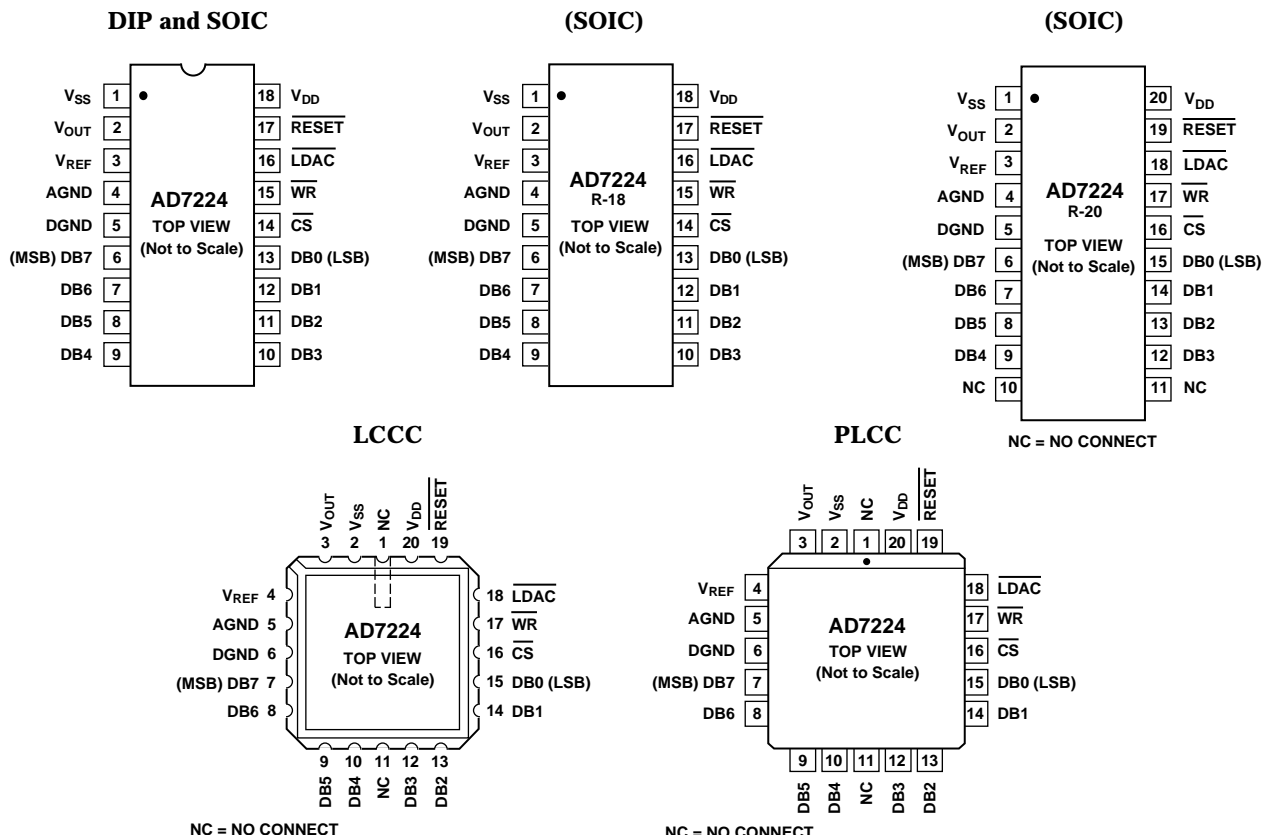 DIP and SOIC
VSS 1 18 VDD
VOUT 2 17 RESET
VREF 3 16 LDAC
AGND 4 15 WR
DGND 5 14 CS
(MSB) DB7 6 13 DB0 (LSB)
DB6 7 12 DB1
DB5 8 11 DB2
DB4 9 10 DB3
AD7224
TOP VIEW
(Not to Scale)
(SOIC)
VSS 1 18 VDD
VOUT 2 17 RESET
VREF 3 16 LDAC
AGND 4 15 WR
DGND 5 14 CS
(MSB) DB7 6 13 DB0 (LSB)
DB6 7 12 DB1
DB5 8 11 DB2
DB4 9 10 DB3
AD7224
R-18
TOP VIEW
(Not to Scale)
(SOIC)
VSS 1 20 VDD
VOUT 2 19 RESET
VREF 3 18 LDAC
AGND 4 17 WR
DGND 5 16 CS
(MSB) DB7 6 15 DB0 (LSB)
DB6 7 14 DB1
DB5 8 13 DB2
DB4 9 12 DB3
NC 10 11 NC
AD7224
R-20
TOP VIEW
(Not to Scale)
NC = NO CONNECT
LCCC
VOUT VSS NC VDD RESET
3 2 1 20 19
VREF 4 18 LDAC
AGND 5 17 WR
DGND 6 16 CS
(MSB) DB7 7 15 DB0 (LSB)
DB6 8 14 DB1
AD7224
TOP VIEW
(Not to Scale)
9 10 11 12 13
DB5 DB4 NC DB3 DB2
NC = NO CONNECT
PLCC
VOUT VSS NC VDD RESET
3 2 1 20 19
VREF 4 18 LDAC
AGND 5 17 WR
DGND 6 16 CS
(MSB) DB7 7 15 DB0 (LSB)
DB6 8 14 DB1
AD7224
TOP VIEW
(Not to Scale)
9 10 11 12 13
DB5 DB4 NC DB3 DB2
NC = NO CONNECT